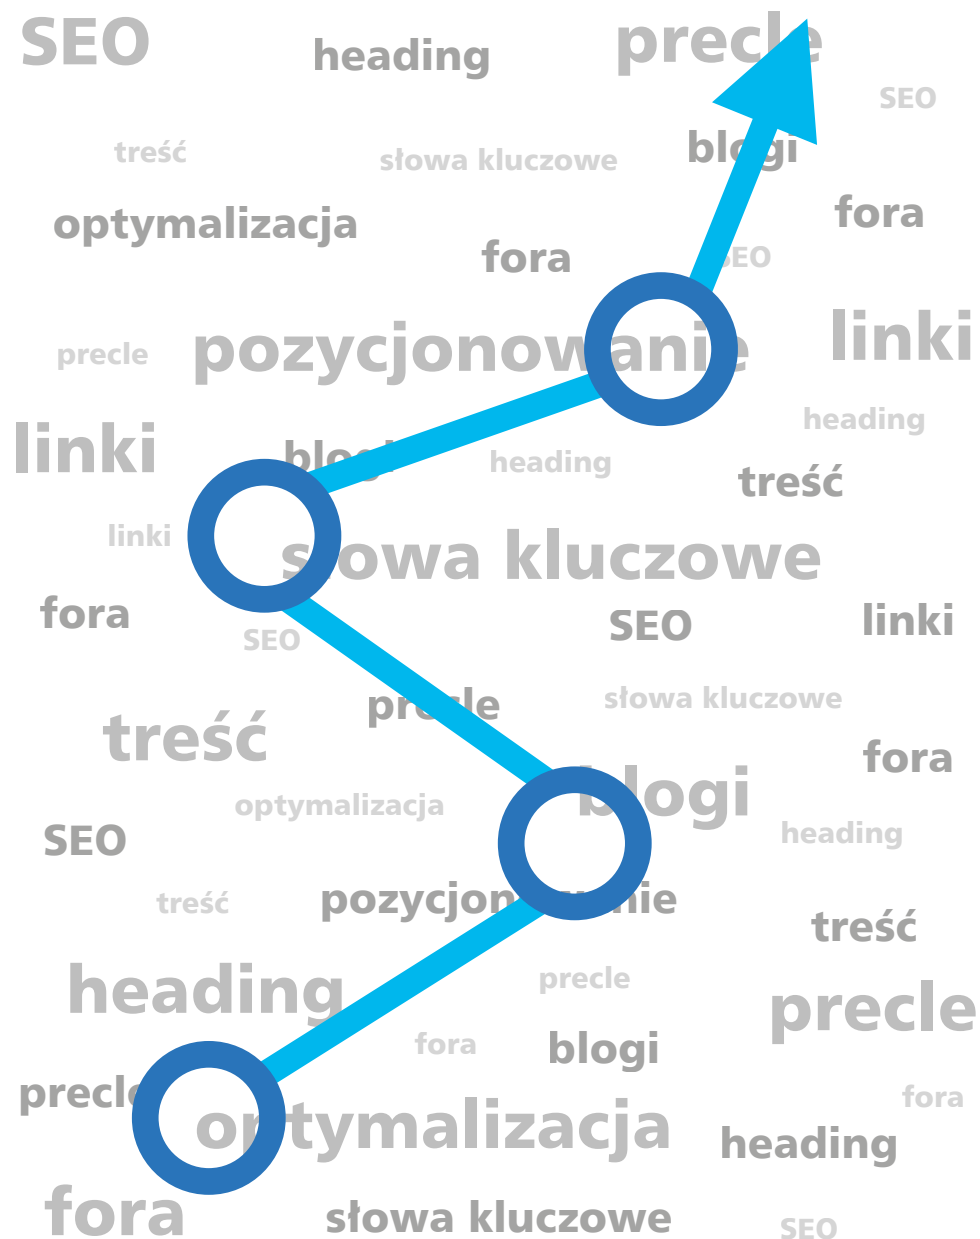 SEO
heading
precle
SEO
treść
słowa kluczowe
blogi
optymalizacja
fora
fora
SEO
precle
pozycjonowanie
linki
linki
blogi
heading
heading
treść
linki
słowa kluczowe
fora
SEO
SEO
linki
treść
precle
słowa kluczowe
fora
optymalizacja
blogi
heading
SEO
treść
pozycjonowanie
treść
heading
precle
precle
fora
blogi
precle
optymalizacja
fora
heading
fora
słowa kluczowe
SEO